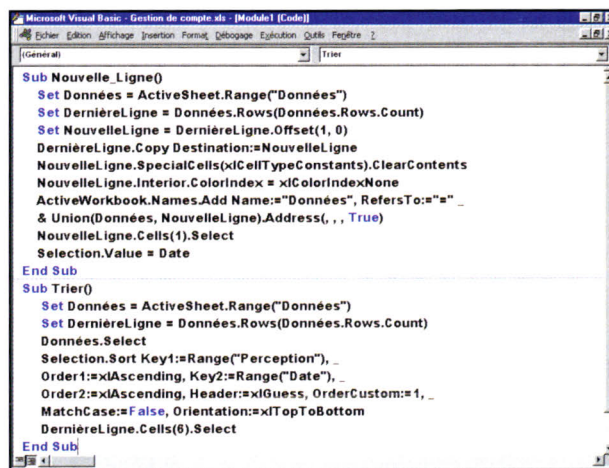 Microsoft Visual Basic - Gestion de compte.xls - [Module1 (Code)]
Fichier Edition Affichage Insertion Format Débogage Exécution Outils Fenêtre ?
(Général) Trier
Sub Nouvelle_Ligne()
Set Données = ActiveSheet.Range("Données")
Set DernièreLigne = Données.Rows(Données.Rows.Count)
Set NouvelleLigne = DernièreLigne.Offset(1, 0)
DernièreLigne.Copy Destination:=NouvelleLigne
NouvelleLigne.SpecialCells(xlCellTypeConstants).ClearContents
NouvelleLigne.Interior.ColorIndex = xlColorIndexNone
ActiveWorkbook.Names.Add Name:="Données", RefersTo:="=" _
& Union(Données, NouvelleLigne).Address(, , , True)
NouvelleLigne.Cells(1).Select
Selection.Value = Date
End Sub
Sub Trier()
Set Données = ActiveSheet.Range("Données")
Set DernièreLigne = Données.Rows(Données.Rows.Count)
Données.Select
Selection.Sort Key1:=Range("Perception"), _
Order1:=xlAscending, Key2:=Range("Date"), _
Order2:=xlAscending, Header:=xlGuess, OrderCustom:=1, _
MatchCase:=False, Orientation:=xlTopToBottom
DernièreLigne.Cells(6).Select
End Sub